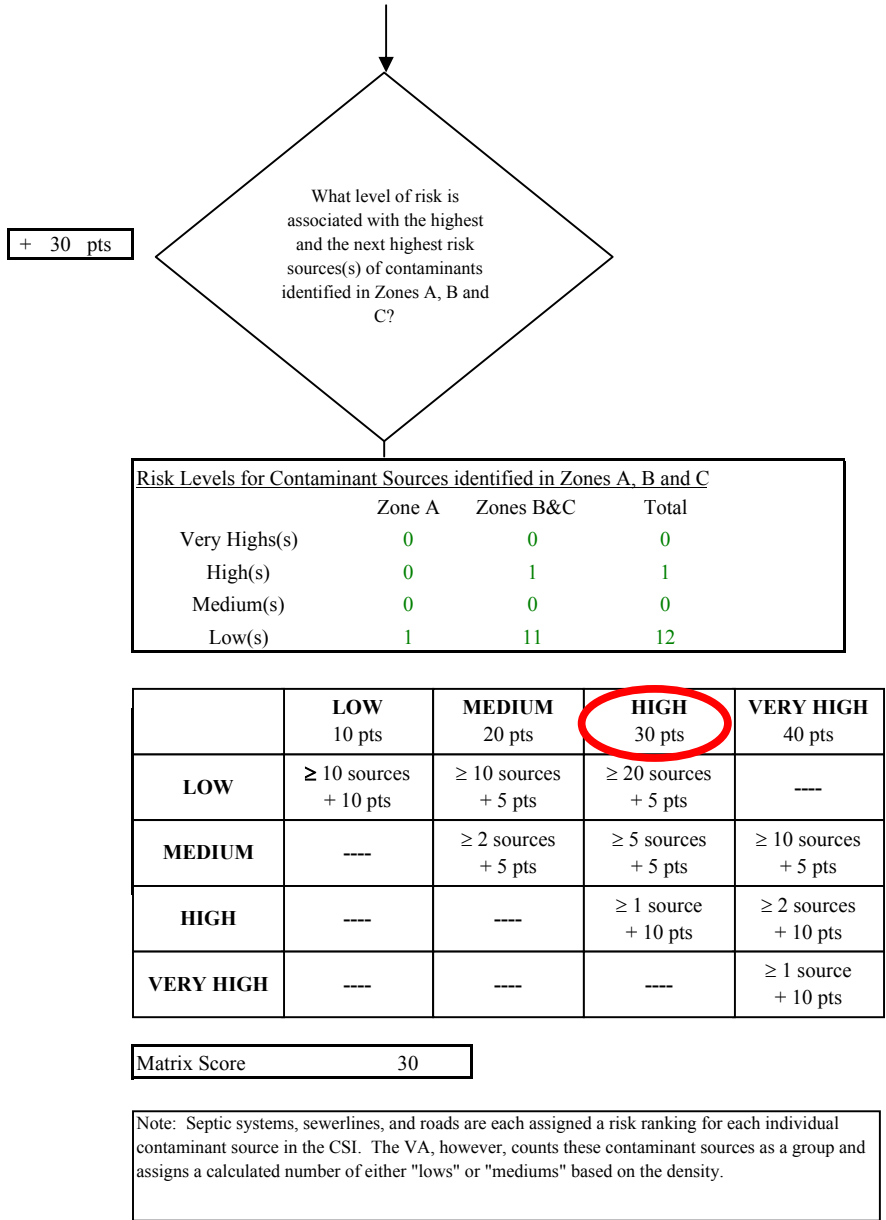 What level of risk is
associated with the highest
and the next highest risk
sources(s) of contaminants
identified in Zones A, B and
C?
+ 30 pts
Risk Levels for Contaminant Sources identified in Zones A, B and C
Zone A Zones B&C Total
Very Highs(s) 0 0 0
High(s) 0 1 1
Medium(s) 0 0 0
Low(s) 1 11 12
LOW MEDIUM HIGH VERY HIGH
10 pts 20 pts 30 pts 40 pts
LOW ≥ 10 sources + 10 pts ≥ 10 sources + 5 pts ≥ 20 sources + 5 pts ----
MEDIUM ---- ≥ 2 sources + 5 pts ≥ 5 sources + 5 pts ≥ 10 sources + 5 pts
HIGH ---- ---- ≥ 1 source + 10 pts ≥ 2 sources + 10 pts
VERY HIGH ---- ---- ---- ≥ 1 source + 10 pts
Matrix Score 30
Note: Septic systems, sewerlines, and roads are each assigned a risk ranking for each individual
contaminant source in the CSI. The VA, however, counts these contaminant sources as a group and
assigns a calculated number of either "lows" or "mediums" based on the density.